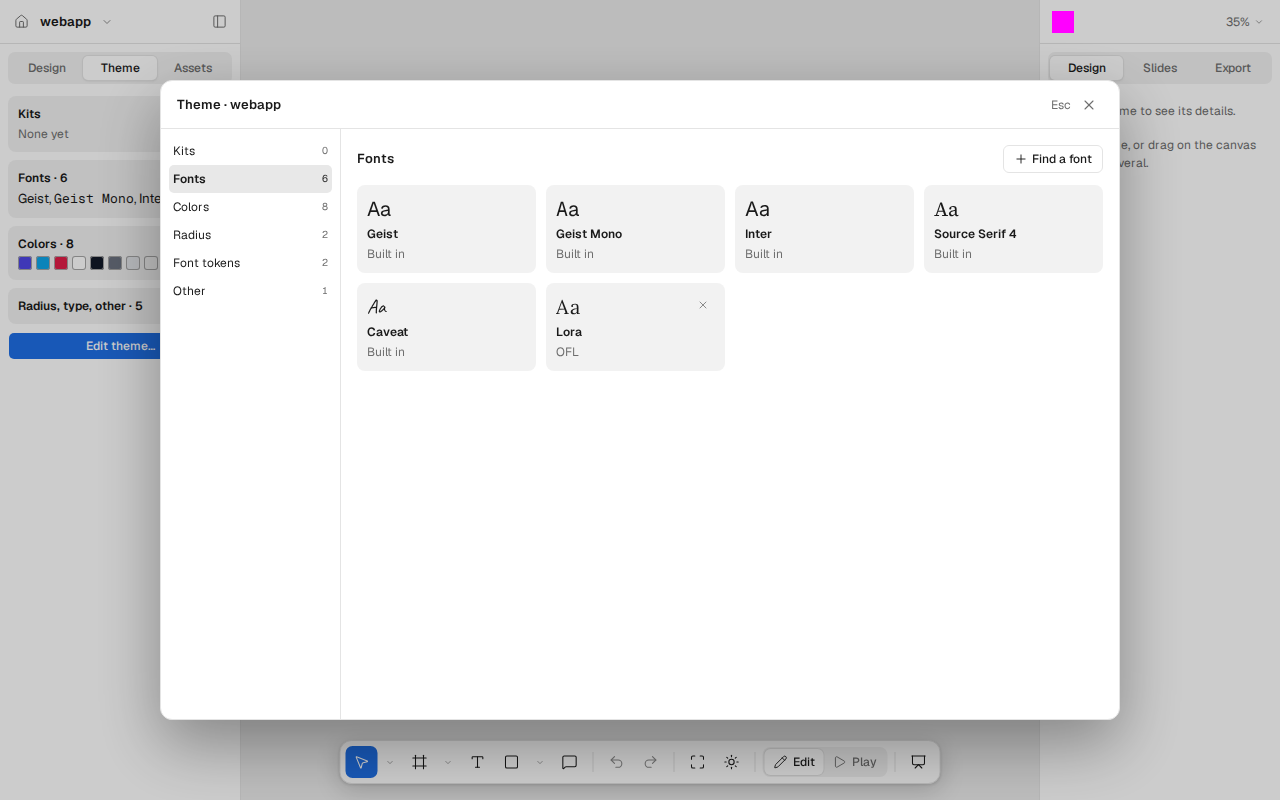 webapp
35%
Design
Theme
Assets
Design
Slides
Export
Kits
None yet
Fonts · 6
Geist, Geist Mono, Inte
Colors · 8
Radius, type, other · 5
Edit theme…
me to see its details.
e, or drag on the canvas
veral.
Theme · webapp
Esc
Kits 0
Fonts 6
Colors 8
Radius 2
Font tokens 2
Other 1
Fonts
Find a font
Aa
Geist
Built in
Aa
Geist Mono
Built in
Aa
Inter
Built in
Aa
Source Serif 4
Built in
Aa
Caveat
Built in
Aa
Lora
OFL
Edit
Play